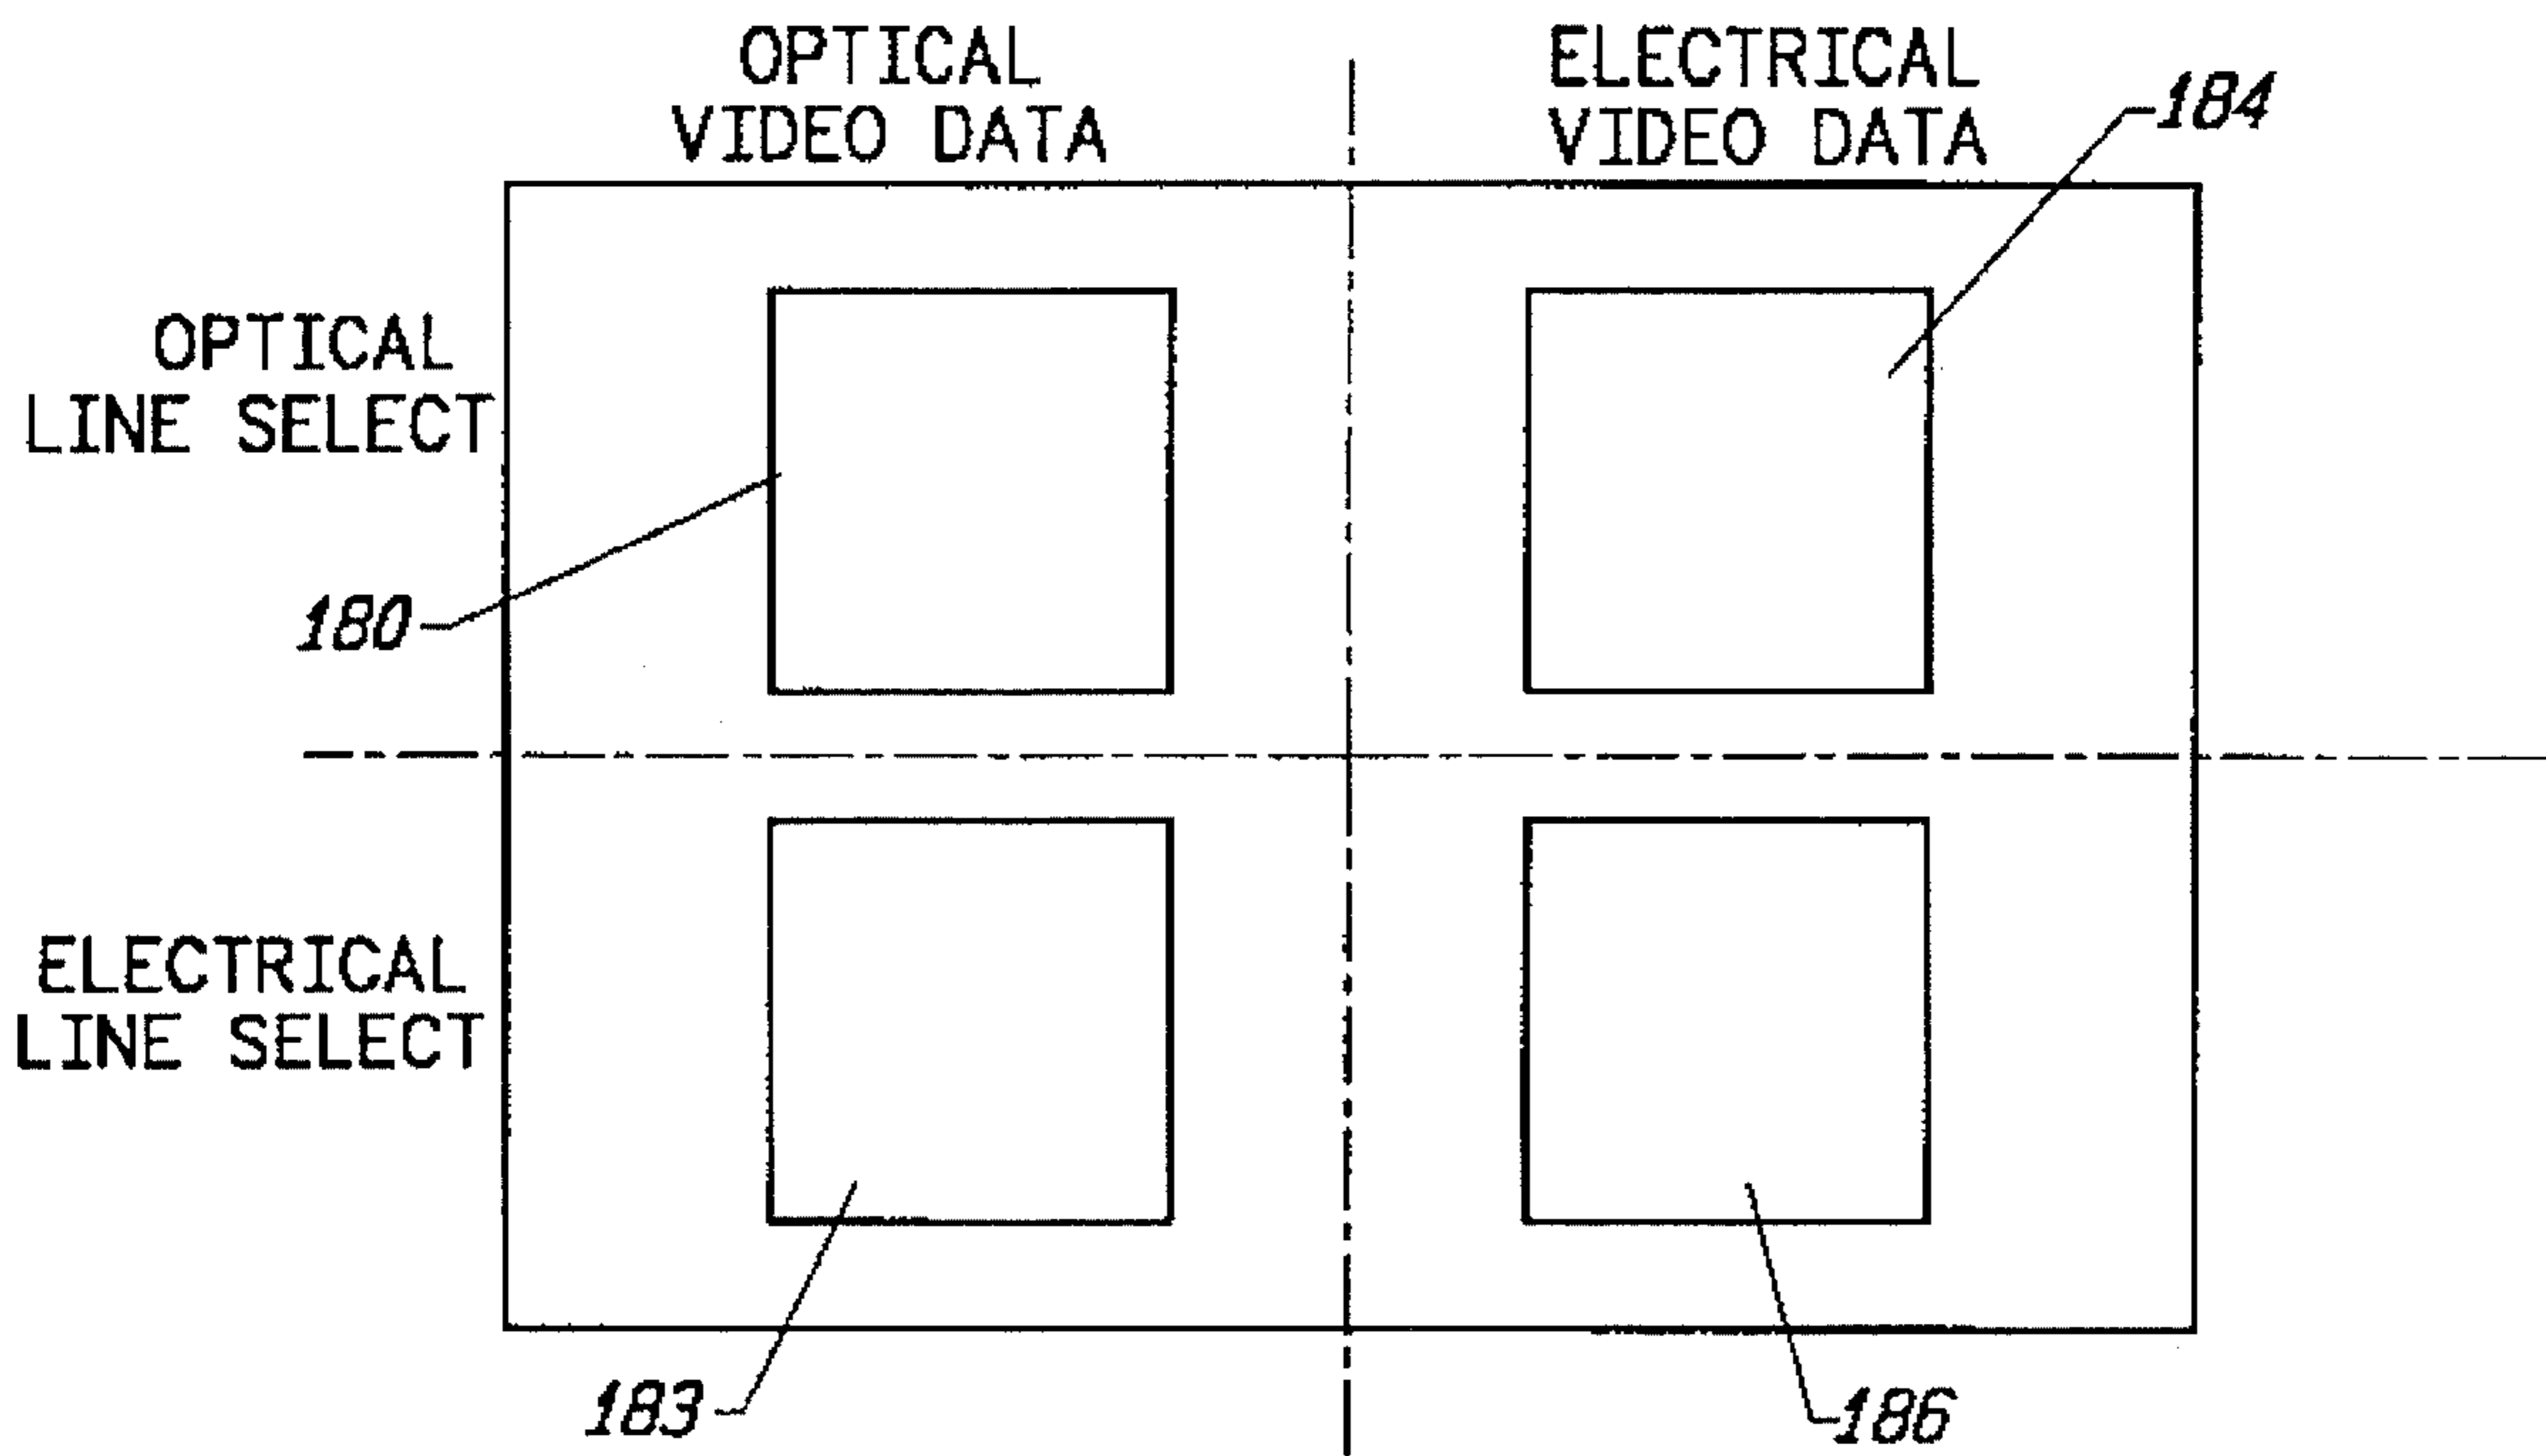 OPTICAL
VIDEO DATA
ELECTRICAL
VIDEO DATA
184
OPTICAL
LINE SELECT
180
ELECTRICAL
LINE SELECT
183
186